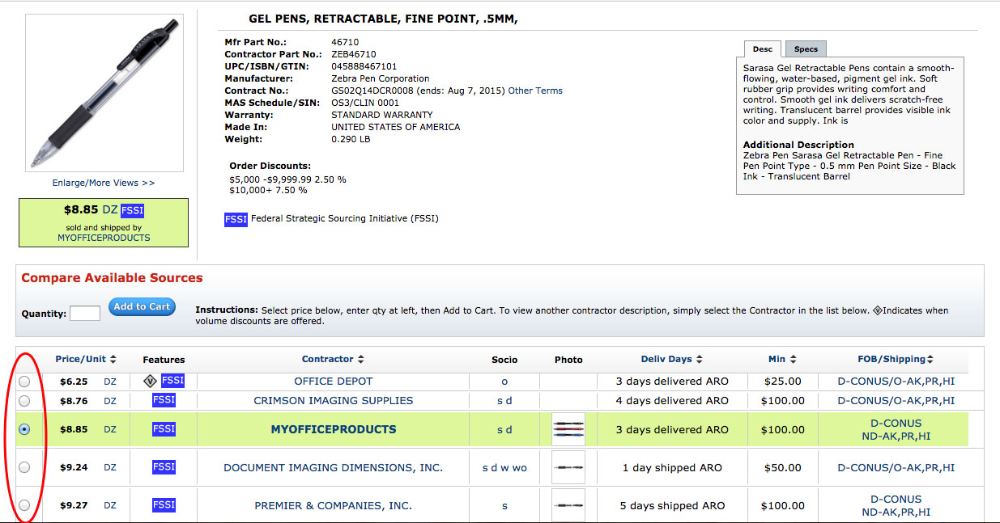 GEL PENS, RETRACTABLE, FINE POINT, .5MM,
Mfr Part No.: 46710
Contractor Part No.: ZEB46710
UPC/ISBN/GTIN: 045888467101
Manufacturer: Zebra Pen Corporation
Contract No.: GS02Q14DCR0008 (ends: Aug 7, 2015) Other Terms
MAS Schedule/SIN: OS3/CLIN 0001
Warranty: STANDARD WARRANTY
Made In: UNITED STATES OF AMERICA
Weight: 0.290 LB
Order Discounts:
$5,000 -$9,999.99 2.50 %
$10,000+ 7.50 %
FSSI Federal Strategic Sourcing Initiative (FSSI)
Desc Specs
Sarasa Gel Retractable Pens contain a smooth-
flowing, water-based, pigment gel ink. Soft
rubber grip provides writing comfort and
control. Smooth gel ink delivers scratch-free
writing. Translucent barrel provides visible ink
color and supply. Ink is
Additional Description
Zebra Pen Sarasa Gel Retractable Pen - Fine
Pen Point Type - 0.5 mm Pen Point Size - Black
Ink - Translucent Barrel
Enlarge/More Views >>
$8.85 DZ FSSI
sold and shipped by
MYOFFICEPRODUCTS
Compare Available Sources
Quantity: Add to Cart
Instructions: Select price below, enter qty at left, then Add to Cart. To view another contractor description, simply select the Contractor in the list below. V Indicates when
volume discounts are offered.
Price/Unit Features Contractor Socio Photo Deliv Days Min FOB/Shipping
$6.25 DZ V FSSI OFFICE DEPOT o 3 days delivered ARO $25.00 D-CONUS/O-AK,PR,HI
$8.76 DZ FSSI CRIMSON IMAGING SUPPLIES s d 4 days delivered ARO $100.00 D-CONUS/O-AK,PR,HI
$8.85 DZ FSSI MYOFFICEPRODUCTS s d 3 days delivered ARO $100.00 D-CONUS
ND-AK,PR,HI
$9.24 DZ FSSI DOCUMENT IMAGING DIMENSIONS, INC. s d w wo 1 day shipped ARO $50.00 D-CONUS/O-AK,PR,HI
$9.27 DZ FSSI PREMIER & COMPANIES, INC. s 5 days shipped ARO $100.00 D-CONUS
ND-AK,PR,HI